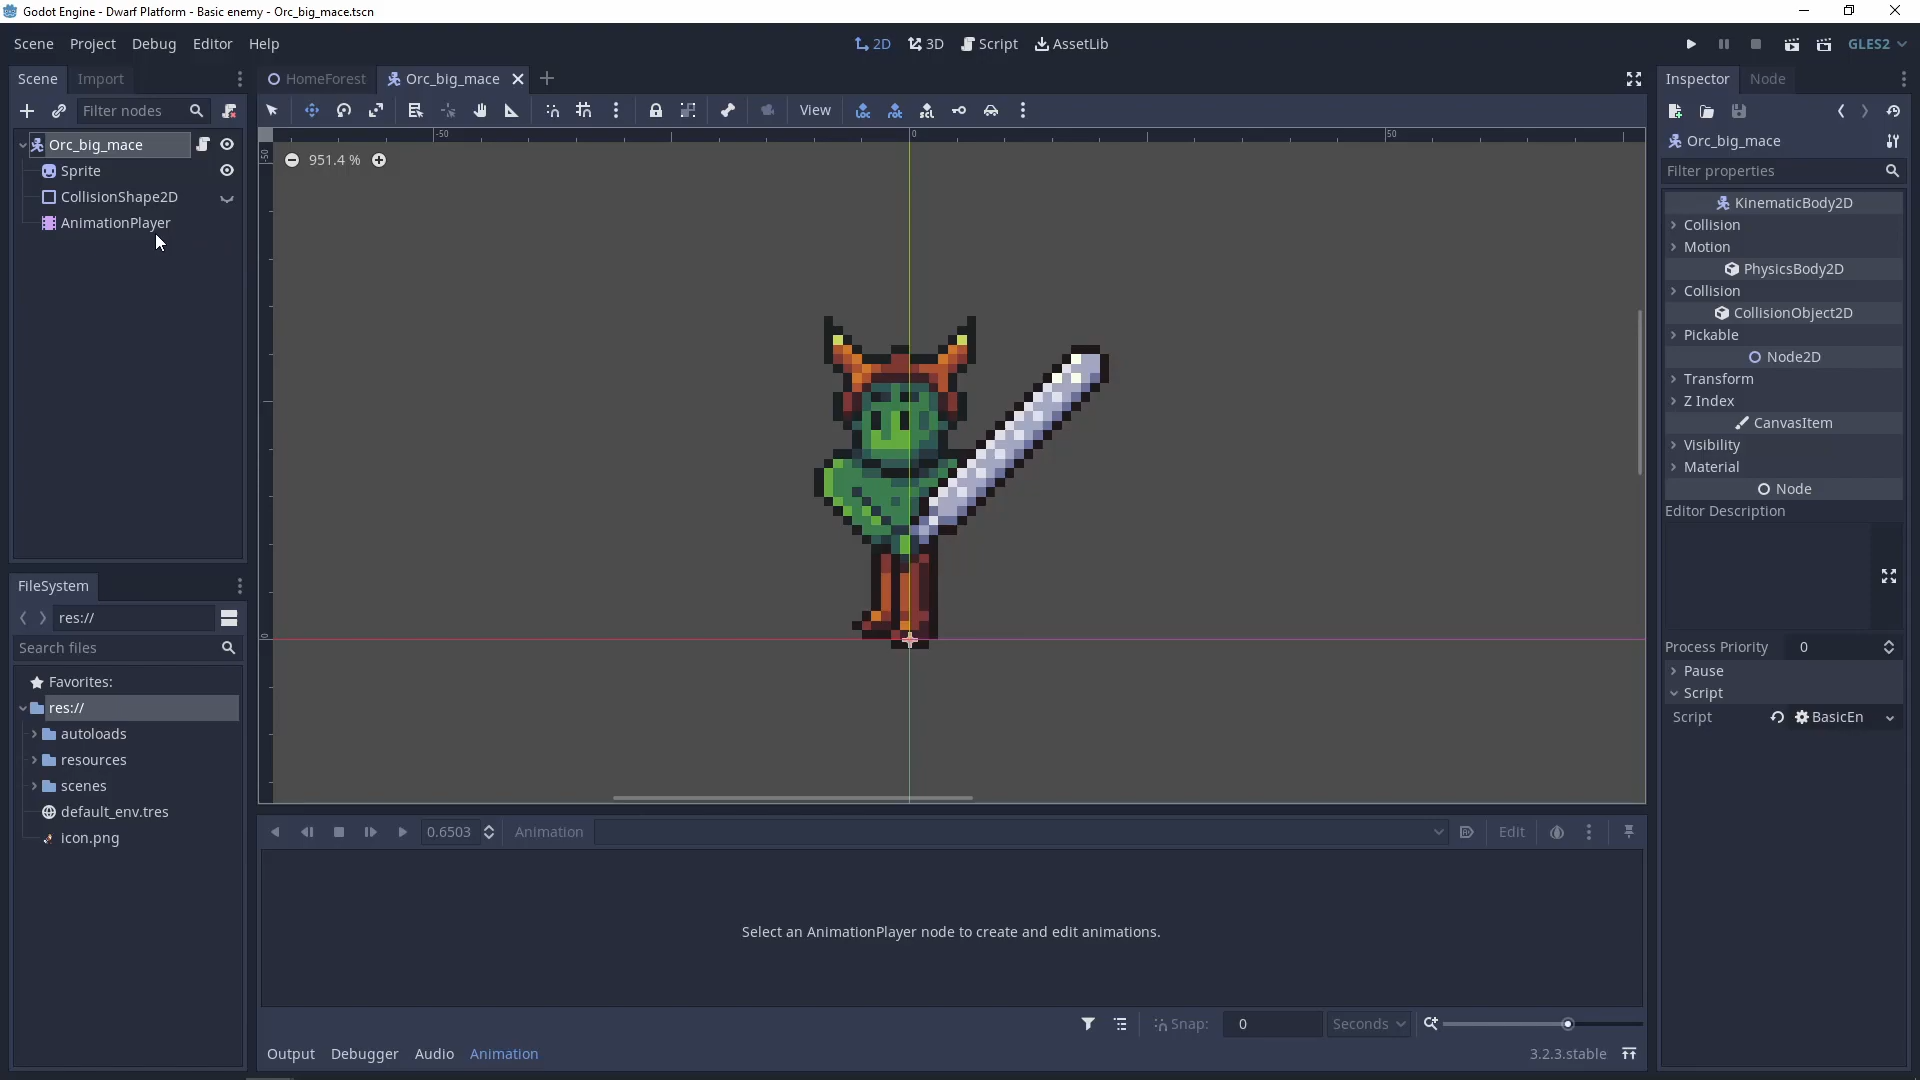 Godot Engine - Dwarf Platform - Basic enemy - Orc_big_mace.tscn
Scene Project Debug Editor Help
2D 3D Script AssetLib
GLES2
Scene Import
HomeForest Orc_big_mace
Inspector Node
Filter nodes
View
Orc_big_mace
Sprite
CollisionShape2D
AnimationPlayer
-50 0 50
-50
0
951.4 %
Orc_big_mace
Filter properties
KinematicBody2D
Collision
Motion
PhysicsBody2D
Collision
CollisionObject2D
Pickable
Node2D
Transform
Z Index
CanvasItem
Visibility
Material
Node
Editor Description
Process Priority 0
Pause
Script
Script BasicEn
FileSystem
res://
Search files
Favorites:
res://
autoloads
resources
scenes
default_env.tres
icon.png
0.6503 Animation Edit
Select an AnimationPlayer node to create and edit animations.
Snap: 0 Seconds
Output Debugger Audio Animation
3.2.3.stable